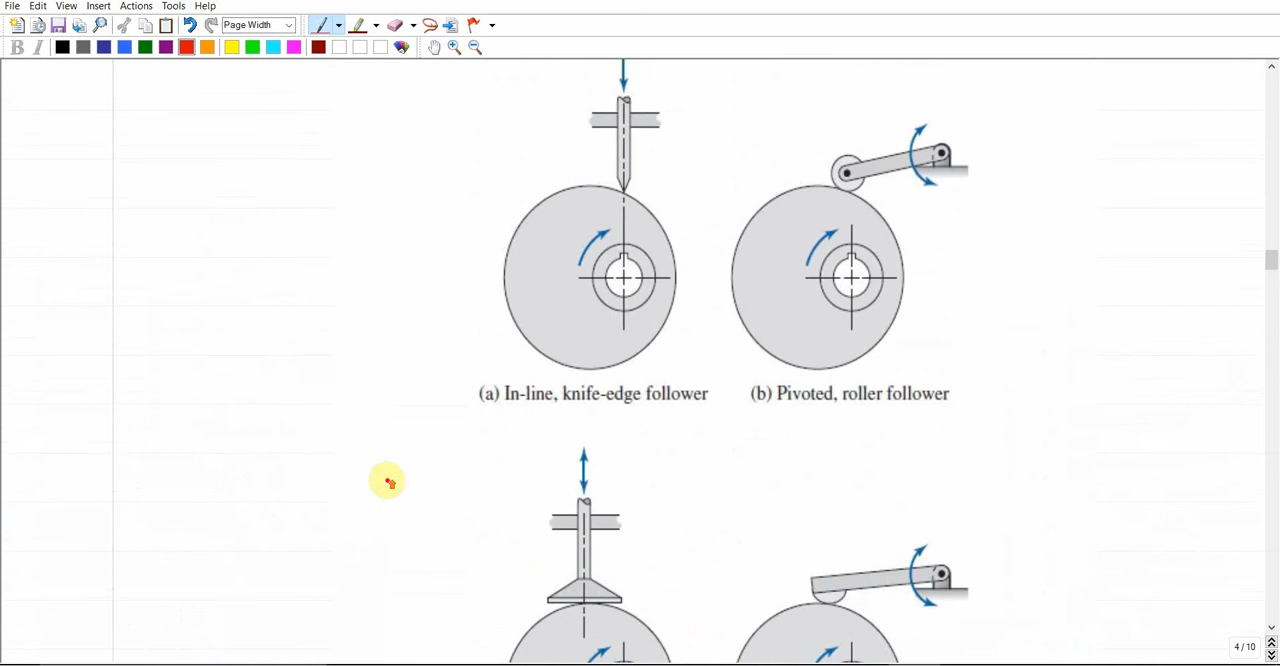 File Edit View Insert Actions Tools Help
Page Width
B I
(a) In-line, knife-edge follower (b) Pivoted, roller follower
4 / 10